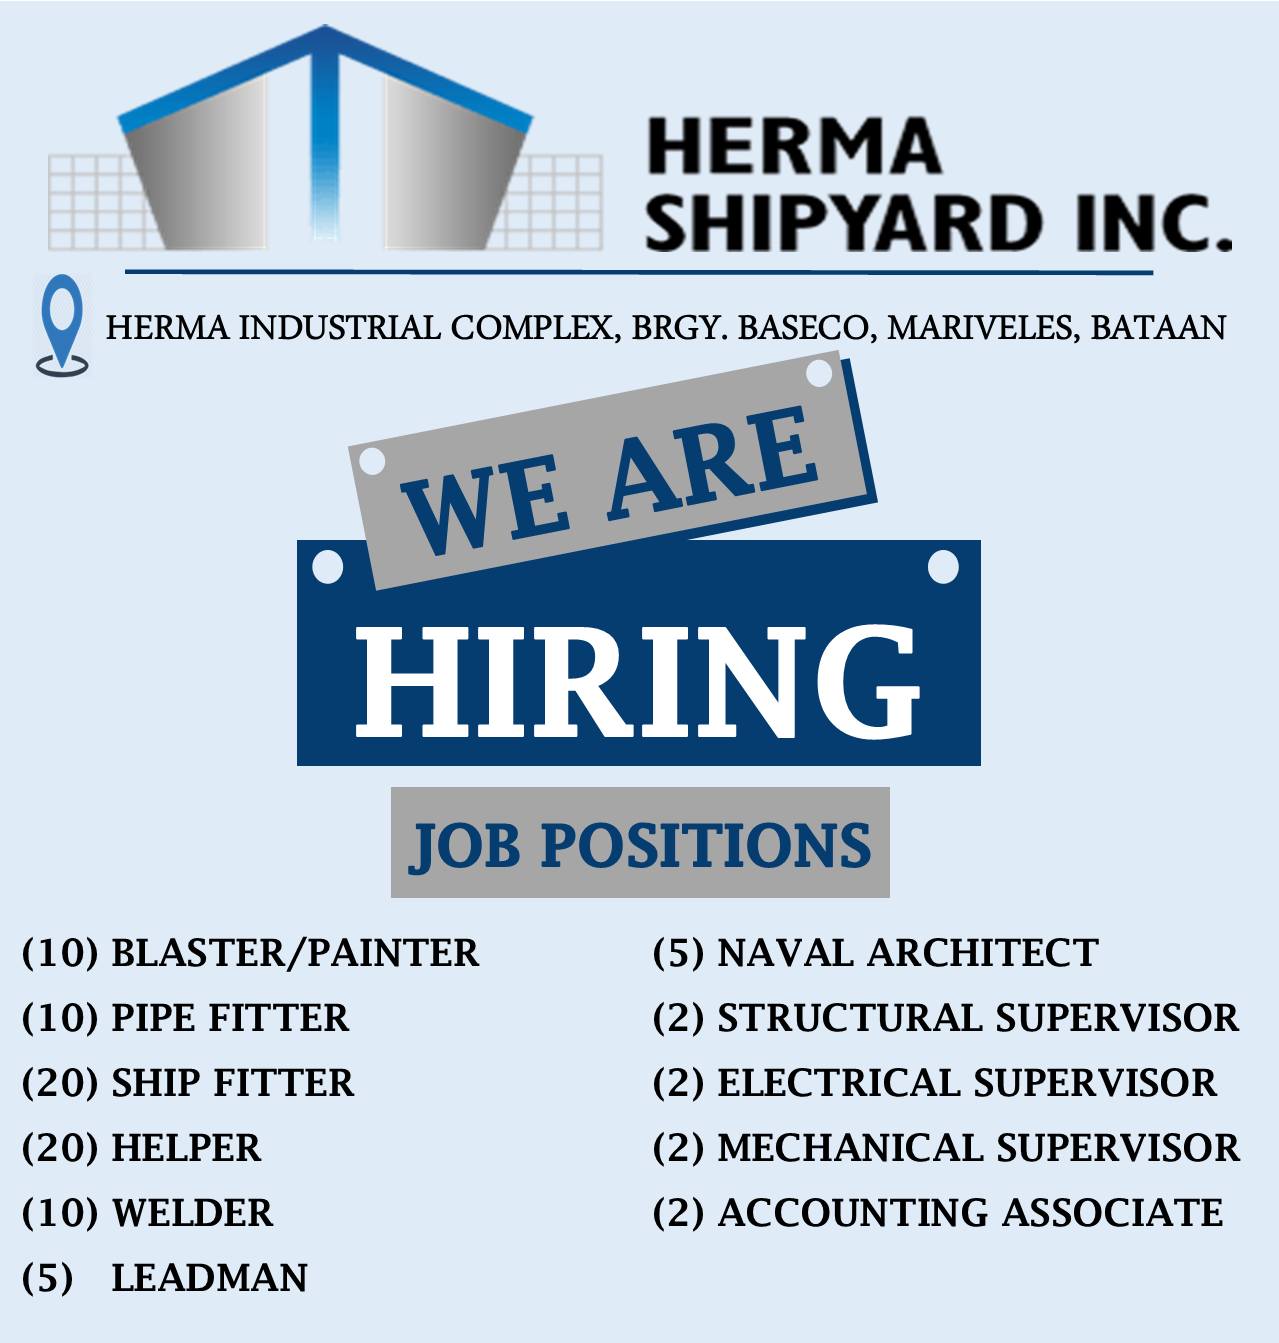 HERMA
SHIPYARD INC.
HERMA INDUSTRIAL COMPLEX, BRGY. BASECO, MARIVELES, BATAAN
WE ARE
HIRING
JOB POSITIONS
(10) BLASTER/PAINTER
(10) PIPE FITTER
(20) SHIP FITTER
(20) HELPER
(10) WELDER
(5) LEADMAN
(5) NAVAL ARCHITECT
(2) STRUCTURAL SUPERVISOR
(2) ELECTRICAL SUPERVISOR
(2) MECHANICAL SUPERVISOR
(2) ACCOUNTING ASSOCIATE